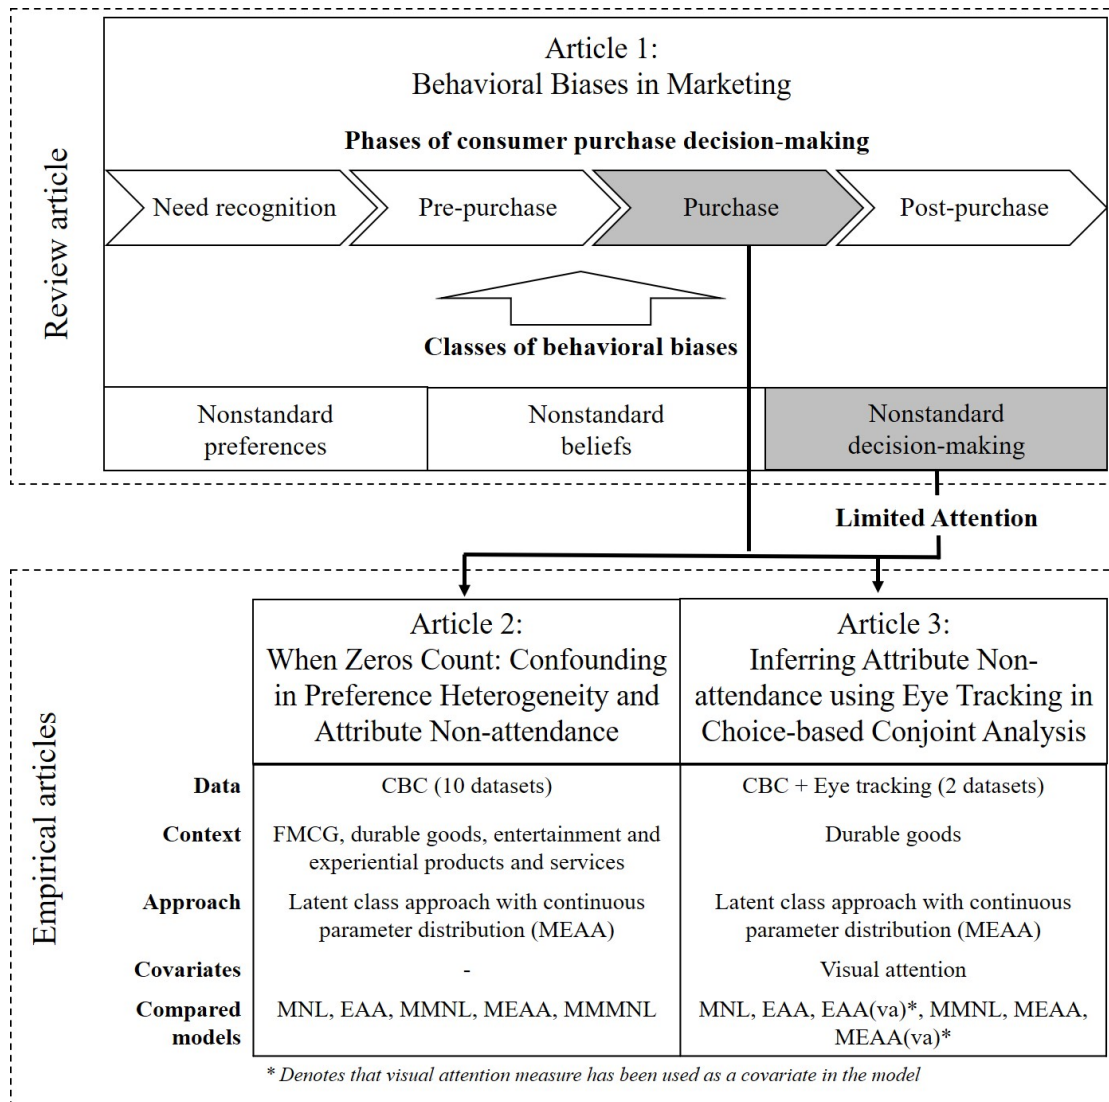 Review article
Article 1:
Behavioral Biases in Marketing
Phases of consumer purchase decision-making
Need recognition
Pre-purchase
Purchase
Post-purchase
Classes of behavioral biases
Nonstandard
preferences
Nonstandard
beliefs
Nonstandard
decision-making
Limited Attention
Empirical articles
Article 2:
When Zeros Count: Confounding
in Preference Heterogeneity and
Attribute Non-attendance
Article 3:
Inferring Attribute Non-
attendance using Eye Tracking in
Choice-based Conjoint Analysis
Data
CBC (10 datasets)
CBC + Eye tracking (2 datasets)
Context
FMCG, durable goods, entertainment and
experiential products and services
Durable goods
Approach
Latent class approach with continuous
parameter distribution (MEAA)
Latent class approach with continuous
parameter distribution (MEAA)
Covariates
-
Visual attention
Compared
models
MNL, EAA, MMNL, MEAA, MMMNL
MNL, EAA, EAA(va)*, MMNL, MEAA,
MEAA(va)*
* Denotes that visual attention measure has been used as a covariate in the model